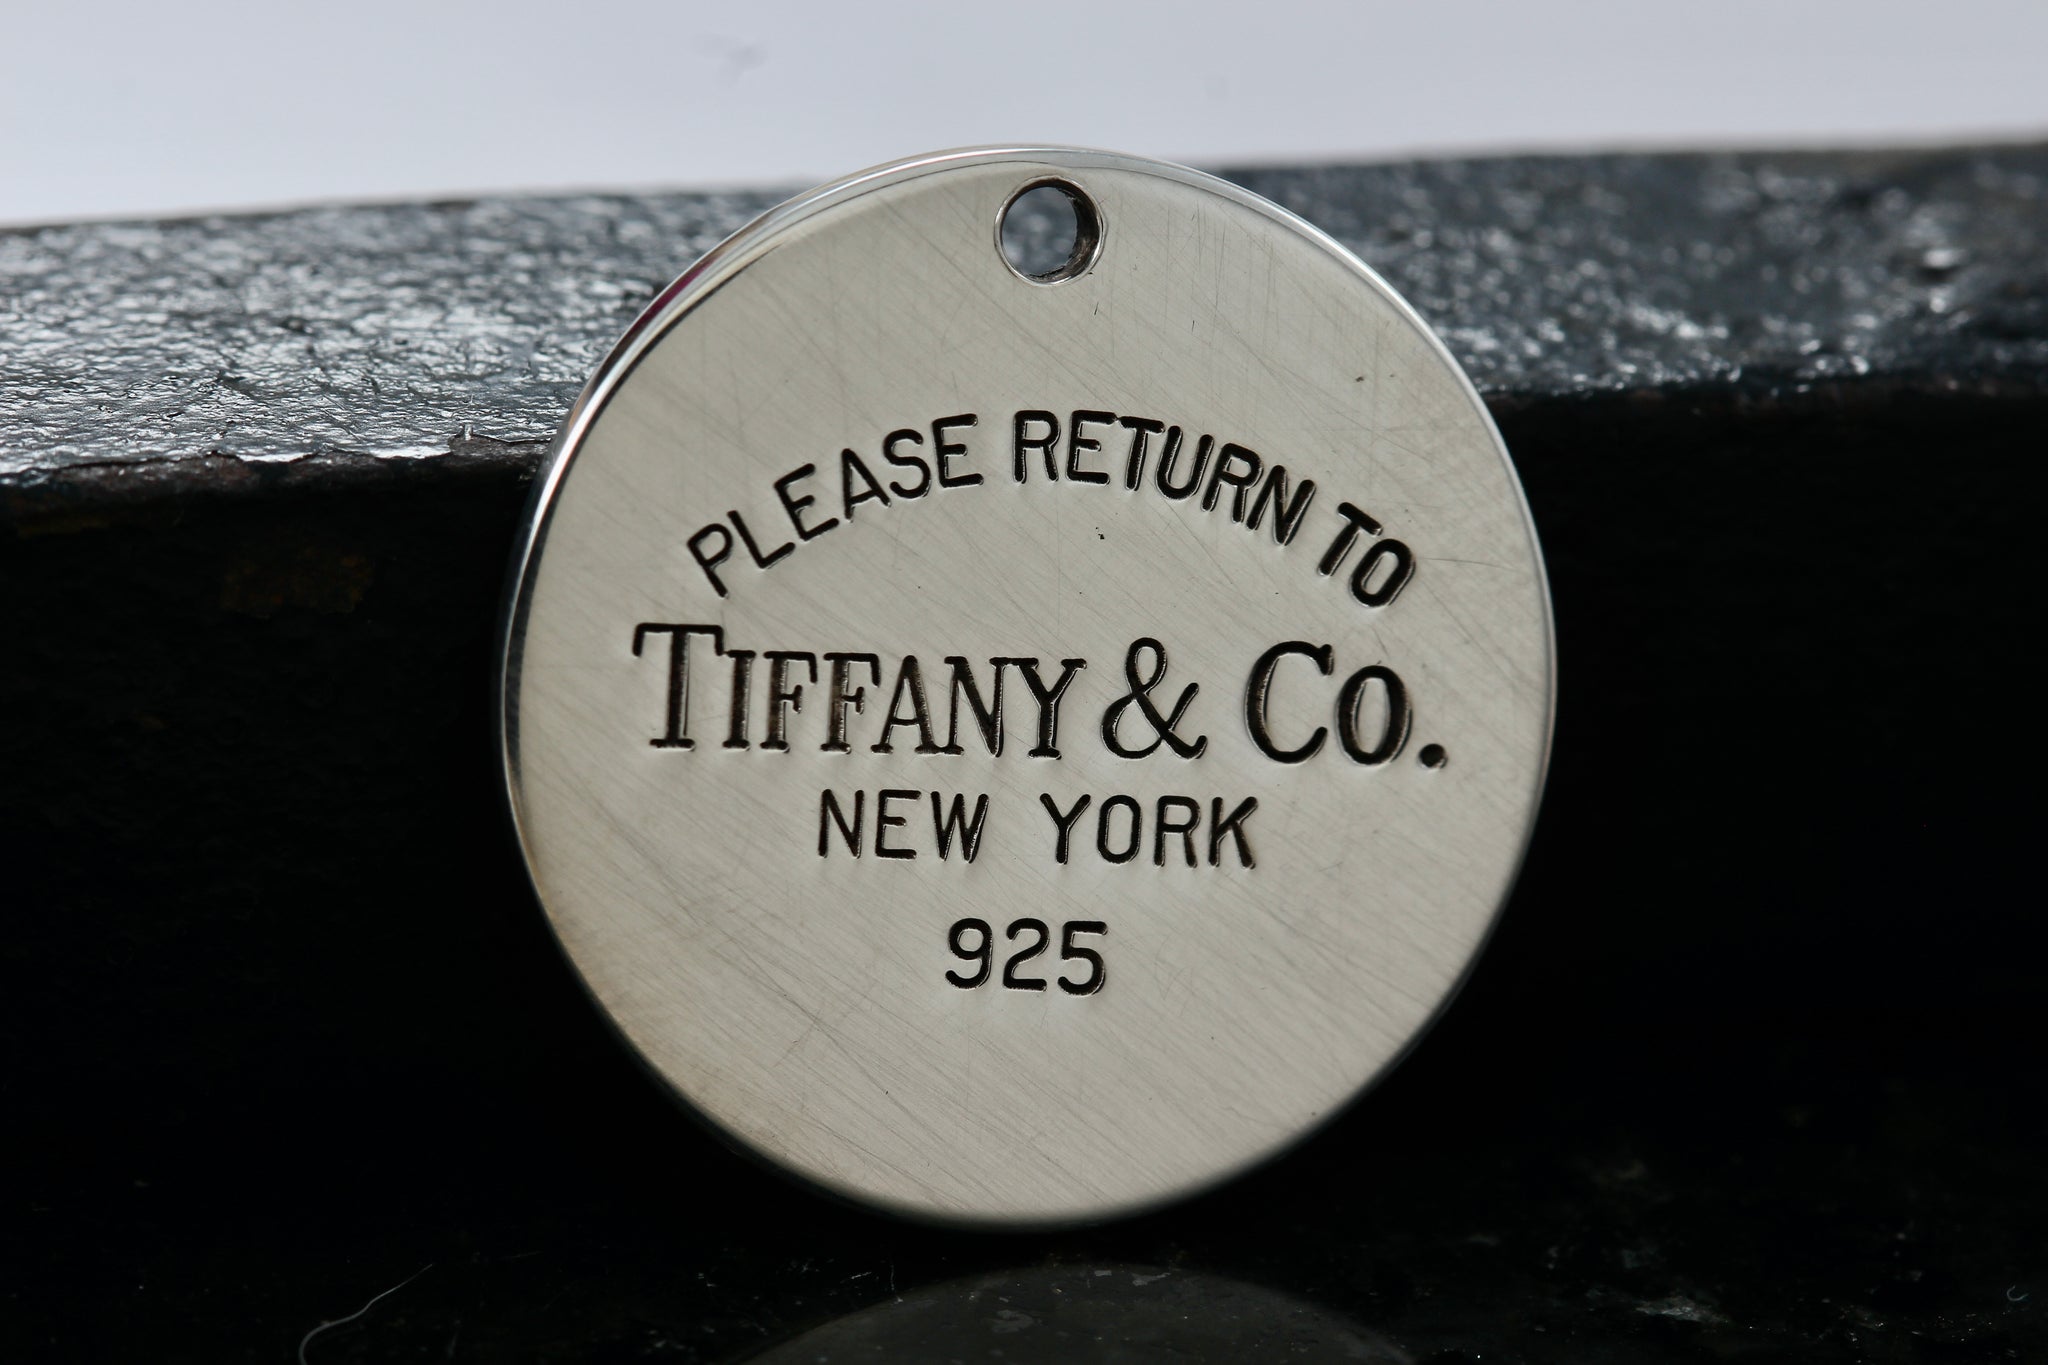 PLEASE RETURN TO
TIFFANY & CO.
NEW YORK
925